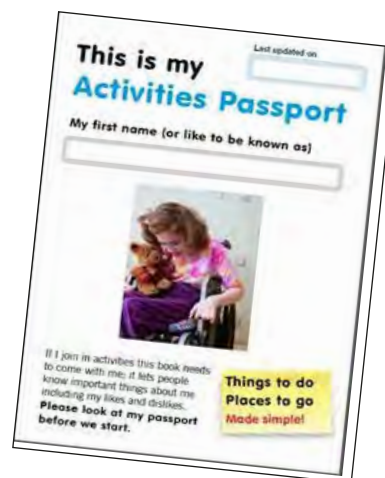 This is my
Last updated on
Activities Passport
My first name (or like to be known as)
If I join in activities this book needs
to come with me; it lets people
know important things about me
including my likes and dislikes.
Please look at my passport
before we start.
Things to do
Places to go
Made simple!